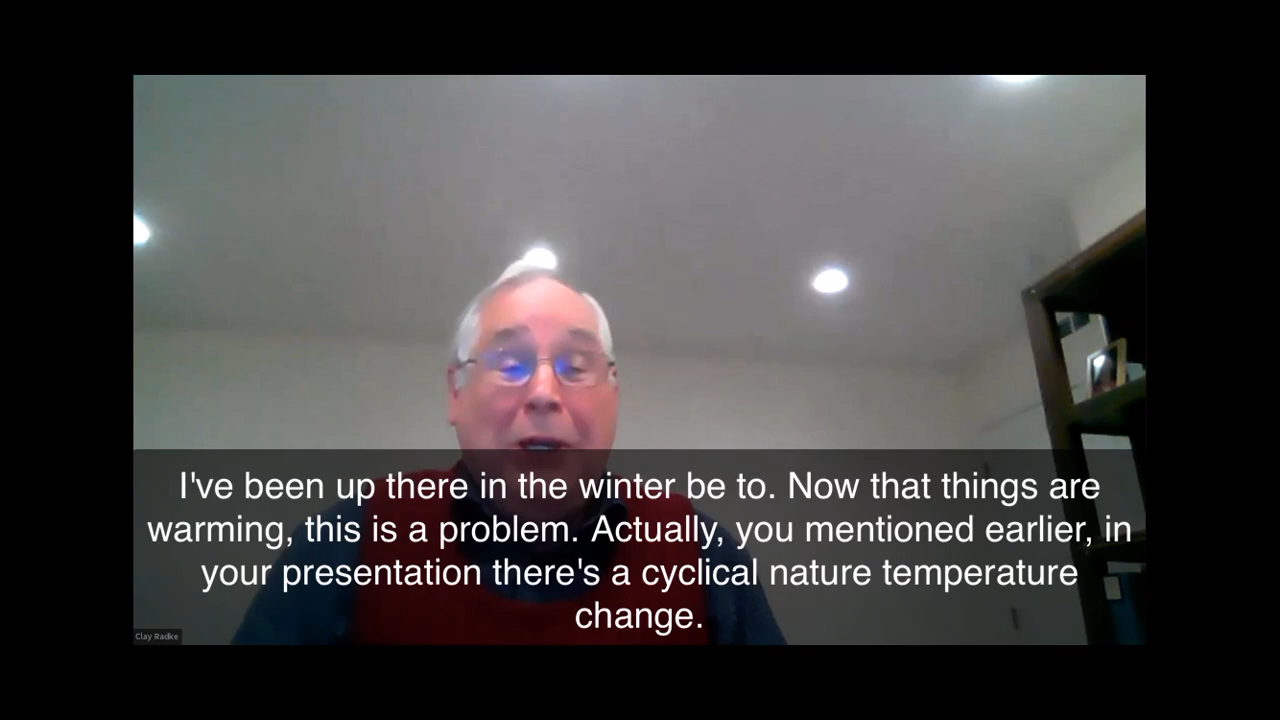 I've been up there in the winter be to. Now that things are
warming, this is a problem. Actually, you mentioned earlier, in
your presentation there's a cyclical nature temperature
change.
Clay Radke